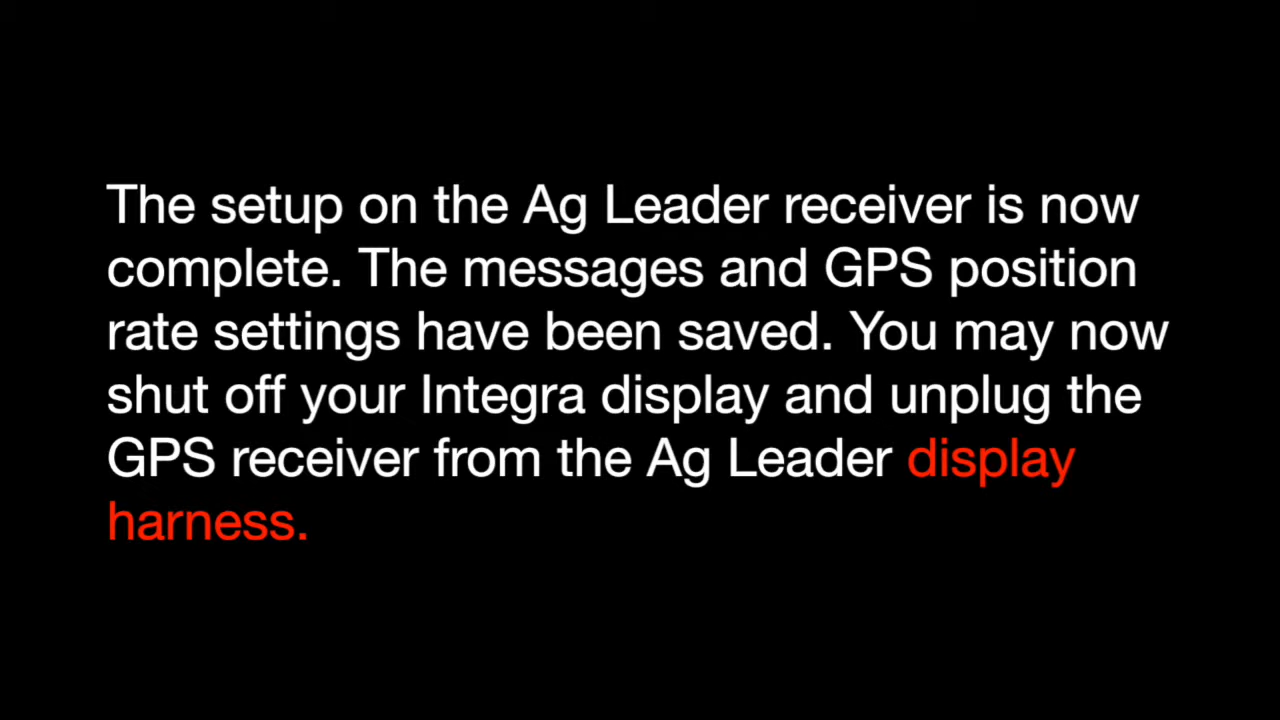 The setup on the Ag Leader receiver is now
complete. The messages and GPS position
rate settings have been saved. You may now
shut off your Integra display and unplug the
GPS receiver from the Ag Leader display
harness.